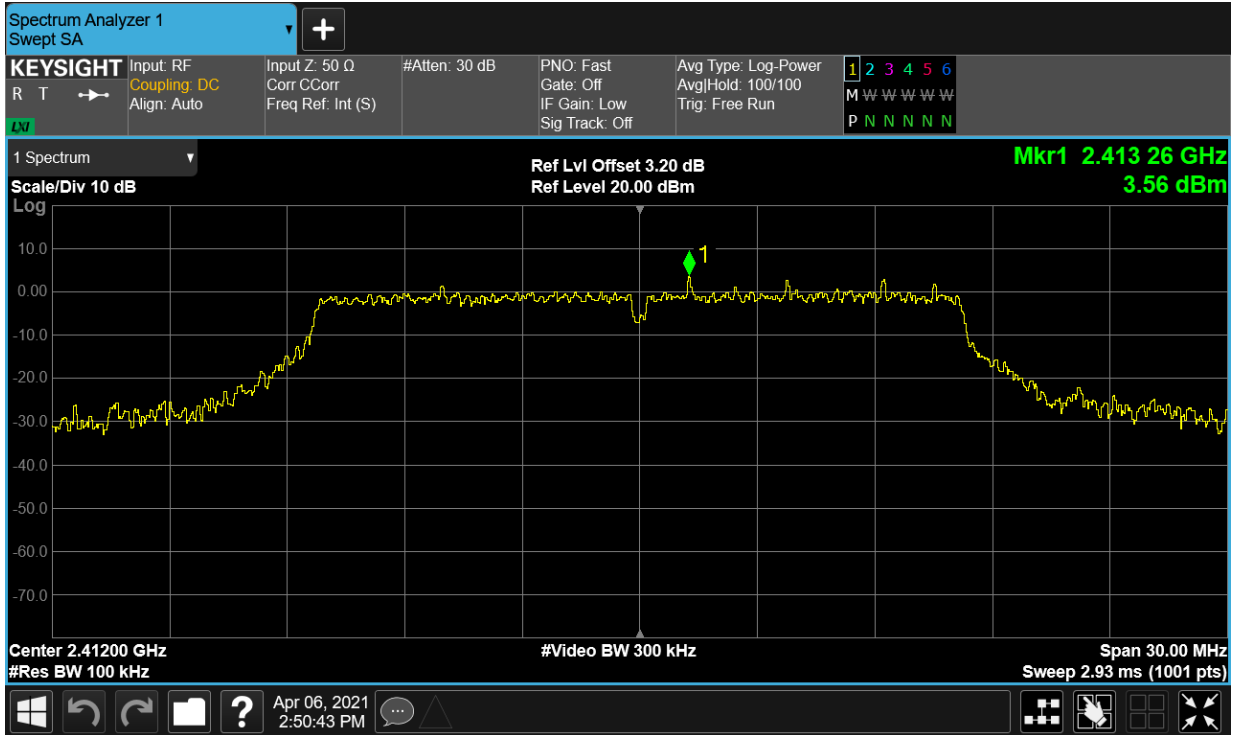 Spectrum Analyzer 1
Swept SA
KEYSIGHT
R T
LXI
Input: RF
Coupling: DC
Align: Auto
Input Z: 50 Ω
Corr CCorr
Freq Ref: Int (S)
#Atten: 30 dB
PNO: Fast
Gate: Off
IF Gain: Low
Sig Track: Off
Avg Type: Log-Power
Avg|Hold: 100/100
Trig: Free Run
1 2 3 4 5 6
M W W W W W
P N N N N N N
1 Spectrum
Scale/Div 10 dB
Log
Ref Lvl Offset 3.20 dB
Ref Level 20.00 dBm
Mkr1 2.413 26 GHz
3.56 dBm
1
10.0
0.00
-10.0
-20.0
-30.0
-40.0
-50.0
-60.0
-70.0
Center 2.41200 GHz
#Res BW 100 kHz
#Video BW 300 kHz
Span 30.00 MHz
Sweep 2.93 ms (1001 pts)
?
Apr 06, 2021
2:50:43 PM